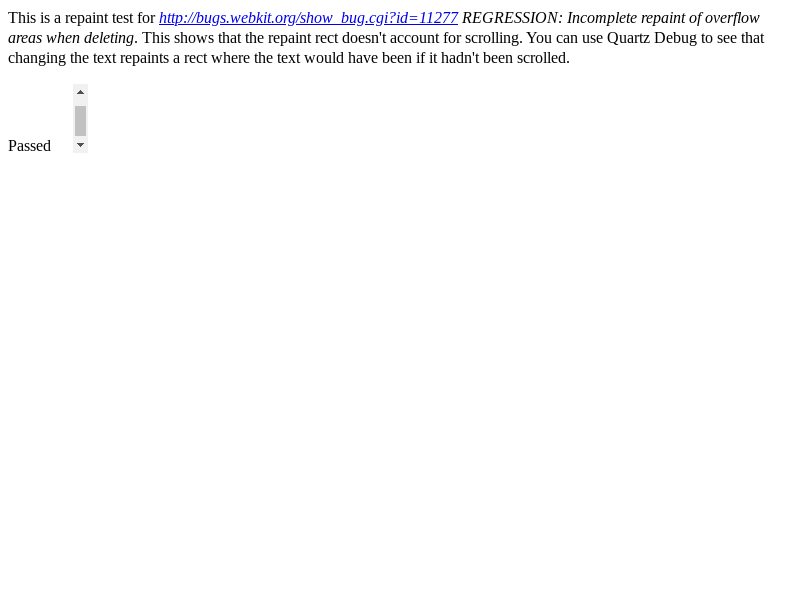 This is a repaint test for http://bugs.webkit.org/show_bug.cgi?id=11277 REGRESSION: Incomplete repaint of overflow
areas when deleting. This shows that the repaint rect doesn't account for scrolling. You can use Quartz Debug to see that
changing the text repaints a rect where the text would have been if it hadn't been scrolled.
Passed